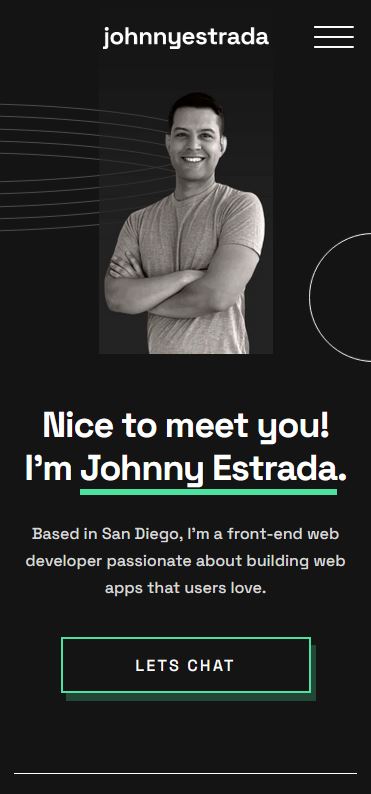 johnnyestrada
Nice to meet you!
I’m Johnny Estrada.
Based in San Diego, I’m a front-end web
developer passionate about building web
apps that users love.
LETS CHAT